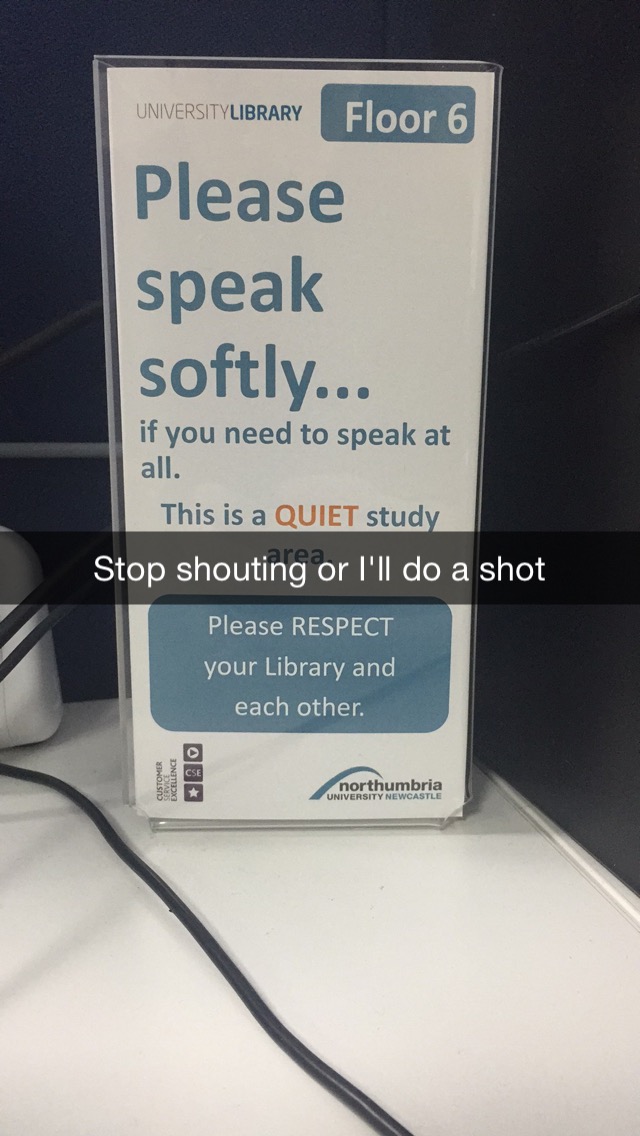 UNIVERSITYLIBRARY
Floor 6
Please
speak
softly...
if you need to speak at
all.
This is a QUIET study
area.
Stop shouting or I'll do a shot
Please RESPECT
your Library and
each other.
CUSTOMER
SERVICE
EXCELLENCE
CSE
northumbria
UNIVERSITY NEWCASTLE